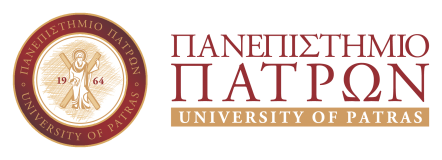 ΠΑΝΕΠΙΣΤΗΜΙΟ ΠΑΤΡΩΝ
19 64
UNIVERSITY OF PATRAS
ΠΑΝΕΠΙΣΤΗΜΙΟ
ΠΑΤΡΩΝ
UNIVERSITY OF PATRAS